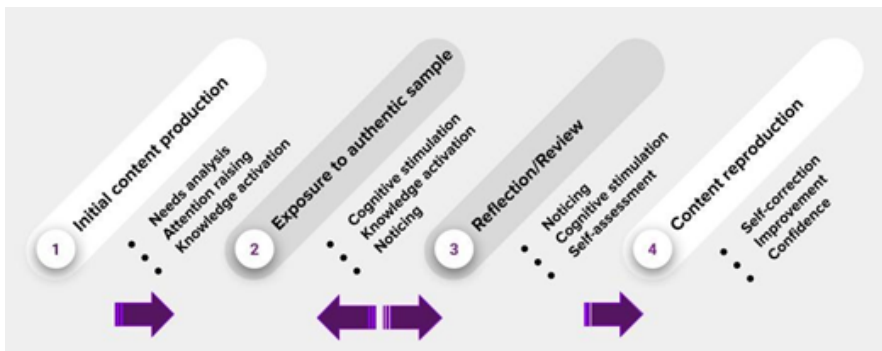 1
Initial content production
Needs analysis
Attention raising
Knowledge activation
2
Exposure to authentic sample
Cognitive stimulation
Knowledge activation
Noticing
3
Reflection/Review
Noticing
Cognitive stimulation
Self-assessment
4
Content reproduction
Self-correction
Improvement
Confidence